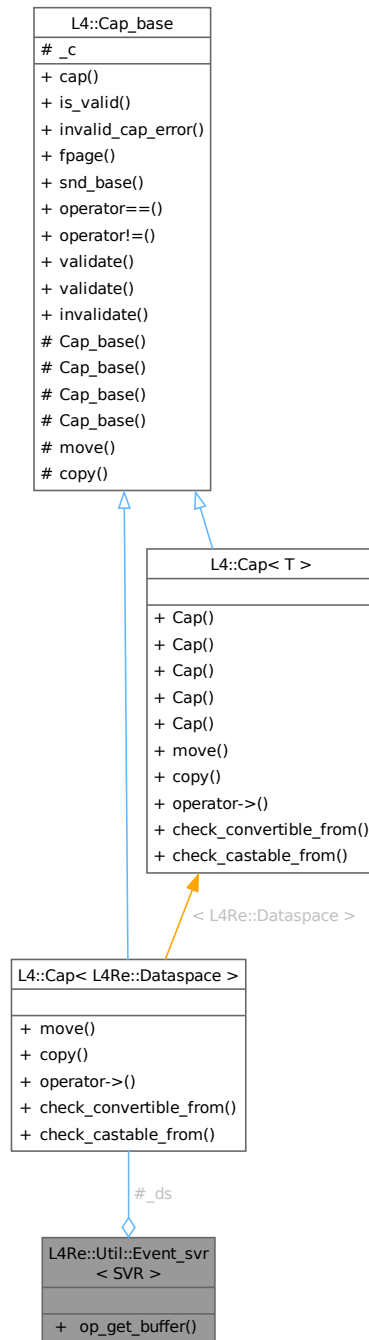 L4::Cap_base
# _c
+ cap()
+ is_valid()
+ invalid_cap_error()
+ fpage()
+ snd_base()
+ operator==()
+ operator!=()
+ validate()
+ validate()
+ invalidate()
# Cap_base()
# Cap_base()
# Cap_base()
# Cap_base()
# move()
# copy()
L4::Cap< T >
+ Cap()
+ Cap()
+ Cap()
+ Cap()
+ Cap()
+ move()
+ copy()
+ operator->()
+ check_convertible_from()
+ check_castable_from()
< L4Re::Dataspace >
L4::Cap< L4Re::Dataspace >
+ move()
+ copy()
+ operator->()
+ check_convertible_from()
+ check_castable_from()
#_ds
L4Re::Util::Event_svr
< SVR >
+ op_get_buffer()